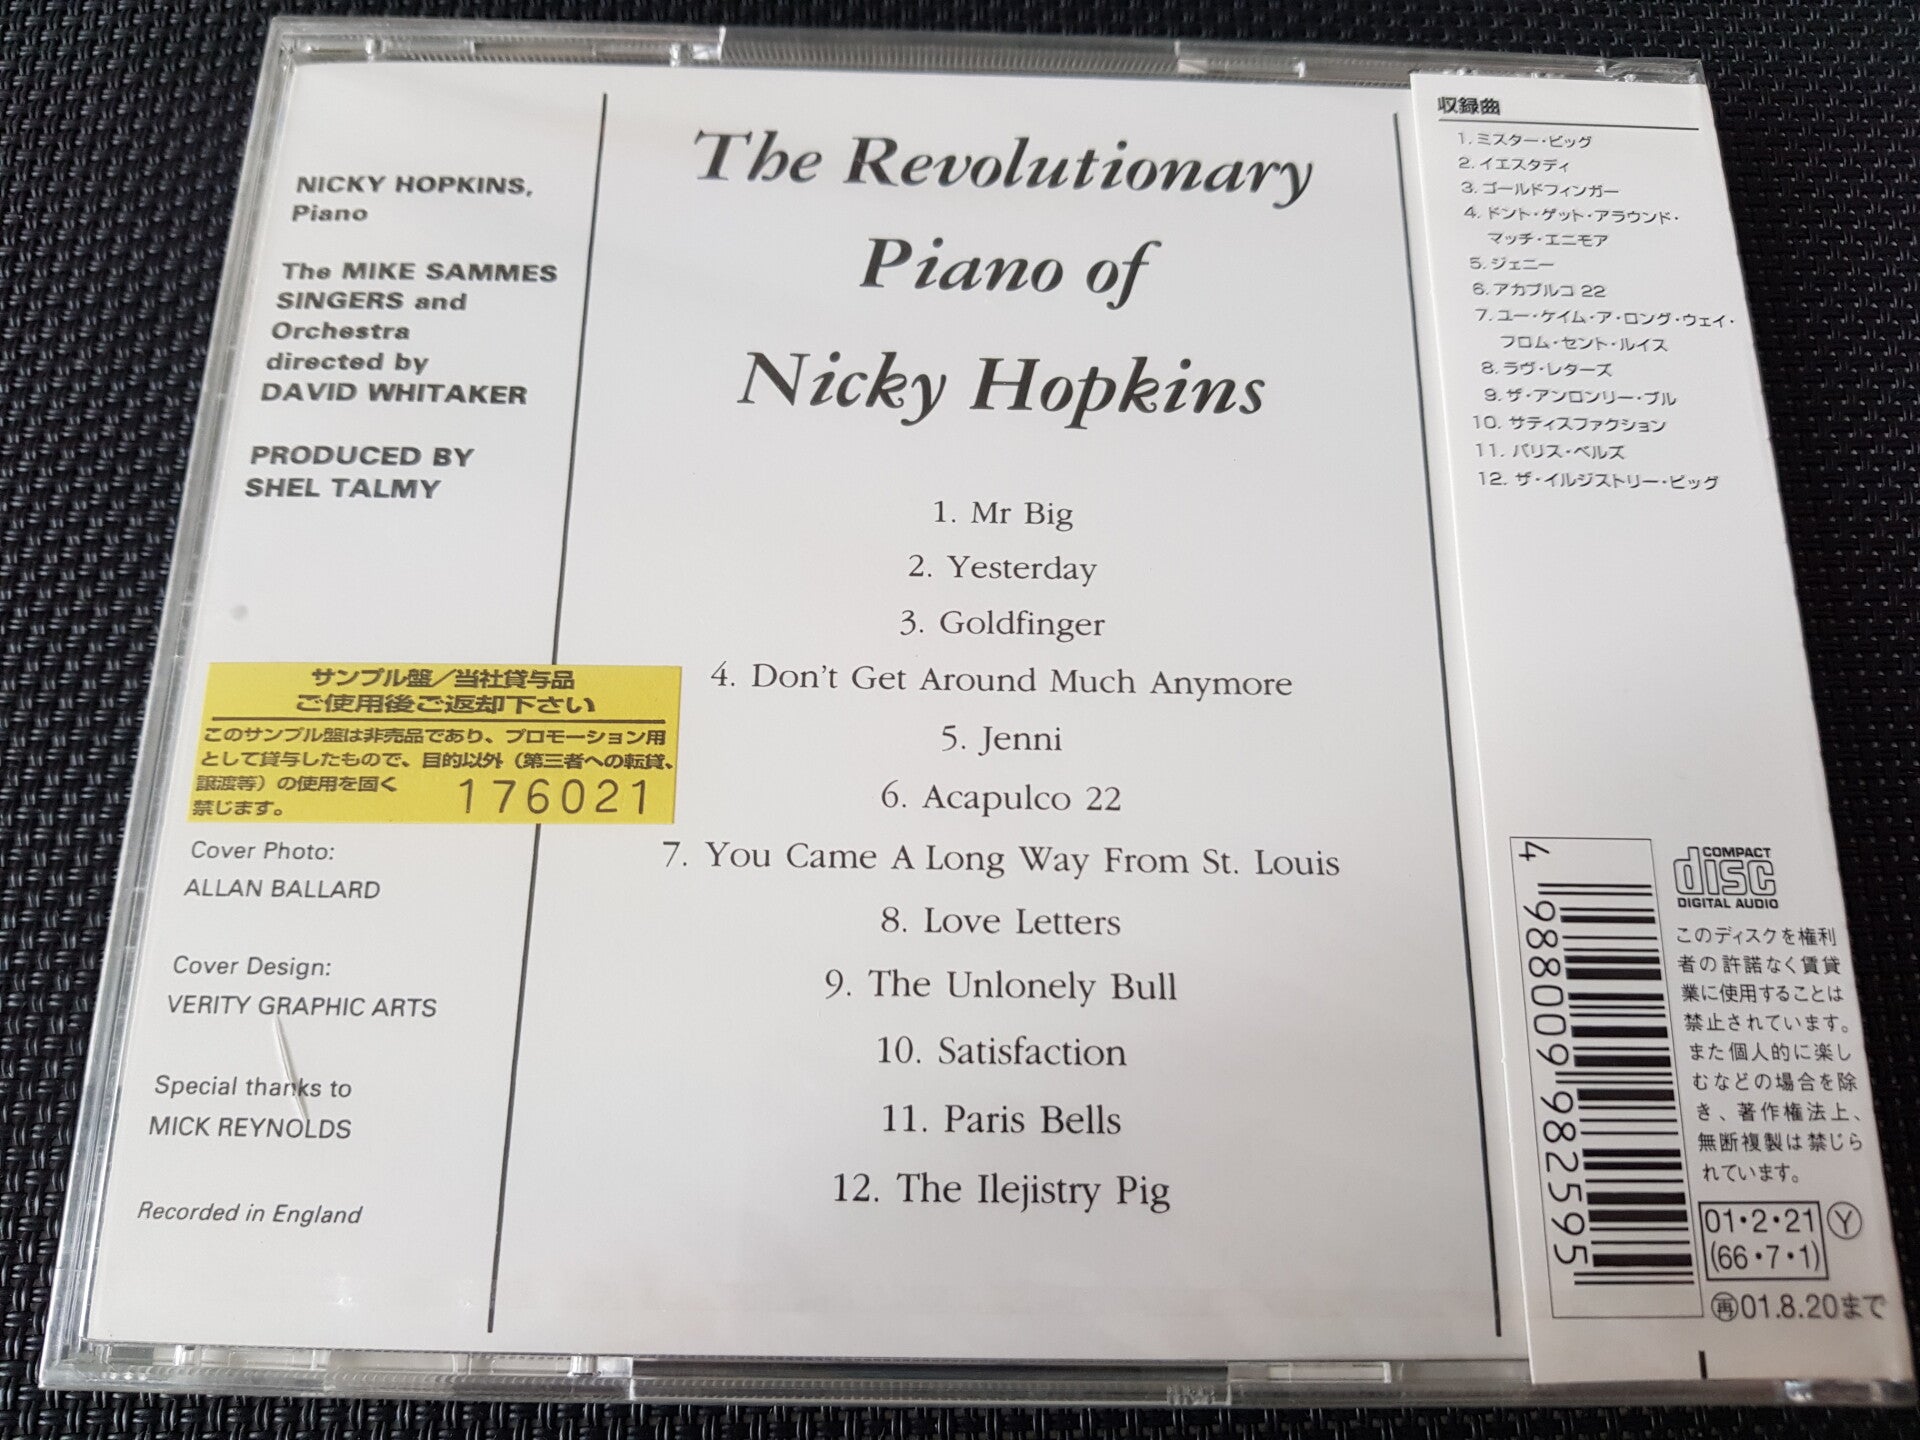 NICKY HOPKINS,
Piano
The MIKE SAMMES
SINGERS and
Orchestra
directed by
DAVID WHITAKER
PRODUCED BY
SHEL TALMY
サンプル盤／当社貸与品
ご使用後ご返却下さい
このサンプル盤は非売品であり、プロモーション用
として貸与したもので、目的以外（第三者への転貸、
譲渡等）の使用を固く
禁じます。
176021
Cover Photo:
ALLAN BALLARD
Cover Design:
VERITY GRAPHIC ARTS
Special thanks to
MICK REYNOLDS
Recorded in England
The Revolutionary
Piano of
Nicky Hopkins
1. Mr Big
2. Yesterday
3. Goldfinger
4. Don't Get Around Much Anymore
5. Jenni
6. Acapulco 22
7. You Came A Long Way From St. Louis
8. Love Letters
9. The Unlonely Bull
10. Satisfaction
11. Paris Bells
12. The Ilejistry Pig
収録曲
1. ミスター・ビッグ
2. イエスタデイ
3. ゴールドフィンガー
4. ドント・ゲット・アラウンド・
マッチ・エニモア
5. ジェニー
6. アカプルコ 22
7. ユー・ケイム・ア・ロング・ウェイ・
フロム・セント・ルイス
8. ラヴ・レターズ
9. ザ・アンロンリー・ブル
10. サティスファクション
11. パリス・ベルズ
12. ザ・イルジストリー・ピッグ
4 988009 982595
COMPACT
disc
DIGITAL AUDIO
このディスクを権利
者の許諾なく賃貸
業に使用することは
禁止されています。
また個人的に楽し
むなどの場合を除
き、著作権法上、
無断複製は禁じら
れています。
01・2・21 Ⓨ
(66・7・1)
㊢01.8.20まで